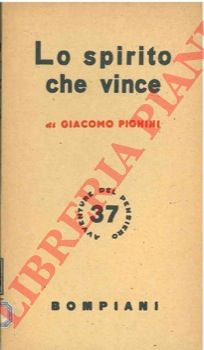 Lo spirito
che vince
di GIACOMO PIGHINI
AVVENTURE DEL PENSIERO
37
BOMPIANI
LIBRERIA PIANI